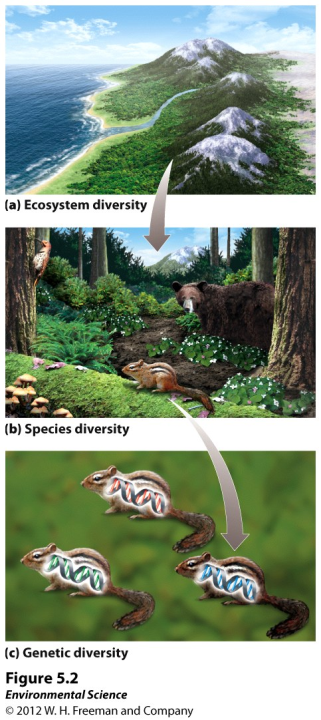 (a) Ecosystem diversity
(b) Species diversity
(c) Genetic diversity
Figure 5.2
Environmental Science
© 2012 W. H. Freeman and Company